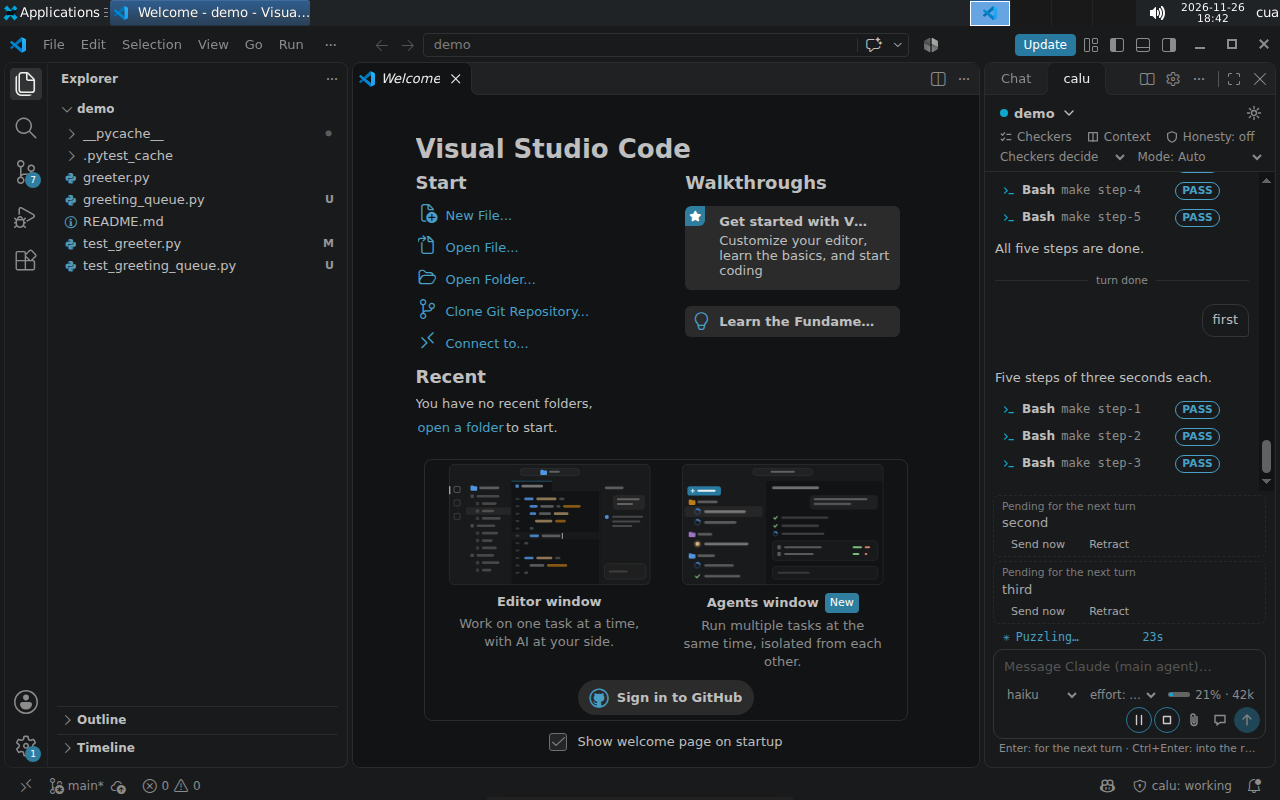 Applications
Welcome - demo - Visua...
2026-11-26
18:42
cua
File Edit Selection View Go Run ...
demo
Update
Explorer
demo
__pycache__
.pytest_cache
greeter.py
greeting_queue.py U
README.md
test_greeter.py M
test_greeting_queue.py U
Outline
Timeline
7
1
Welcome
Visual Studio Code
Start
New File...
Open File...
Open Folder...
Clone Git Repository...
Connect to...
Walkthroughs
Get started with V...
Customize your editor,
learn the basics, and start
coding
Learn the Fundame...
Recent
You have no recent folders,
open a folder to start.
Editor window
Work on one task at a time,
with AI at your side.
Agents window New
Run multiple tasks at the
same time, isolated from each
other.
Sign in to GitHub
Show welcome page on startup
Chat calu
demo
Checkers Context Honesty: off
Checkers decide Mode: Auto
Bash make step-4 PASS
Bash make step-5 PASS
All five steps are done.
turn done
first
Five steps of three seconds each.
Bash make step-1 PASS
Bash make step-2 PASS
Bash make step-3 PASS
Pending for the next turn
second
Send now Retract
Pending for the next turn
third
Send now Retract
Puzzling… 23s
Message Claude (main agent)...
haiku effort: ... 21% · 42k
Enter: for the next turn · Ctrl+Enter: into the r...
main* 0 0
calu: working